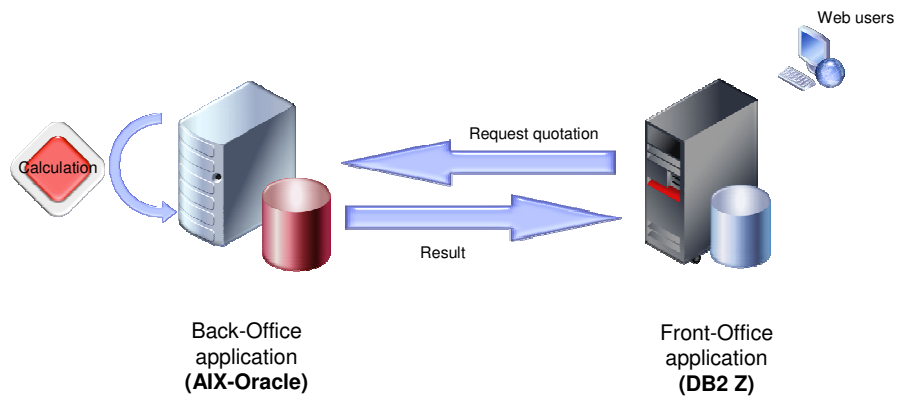 Web users
Request quotation
Calculation
Result
Back-Office
application
(AIX-Oracle)
Front-Office
application
(DB2 Z)